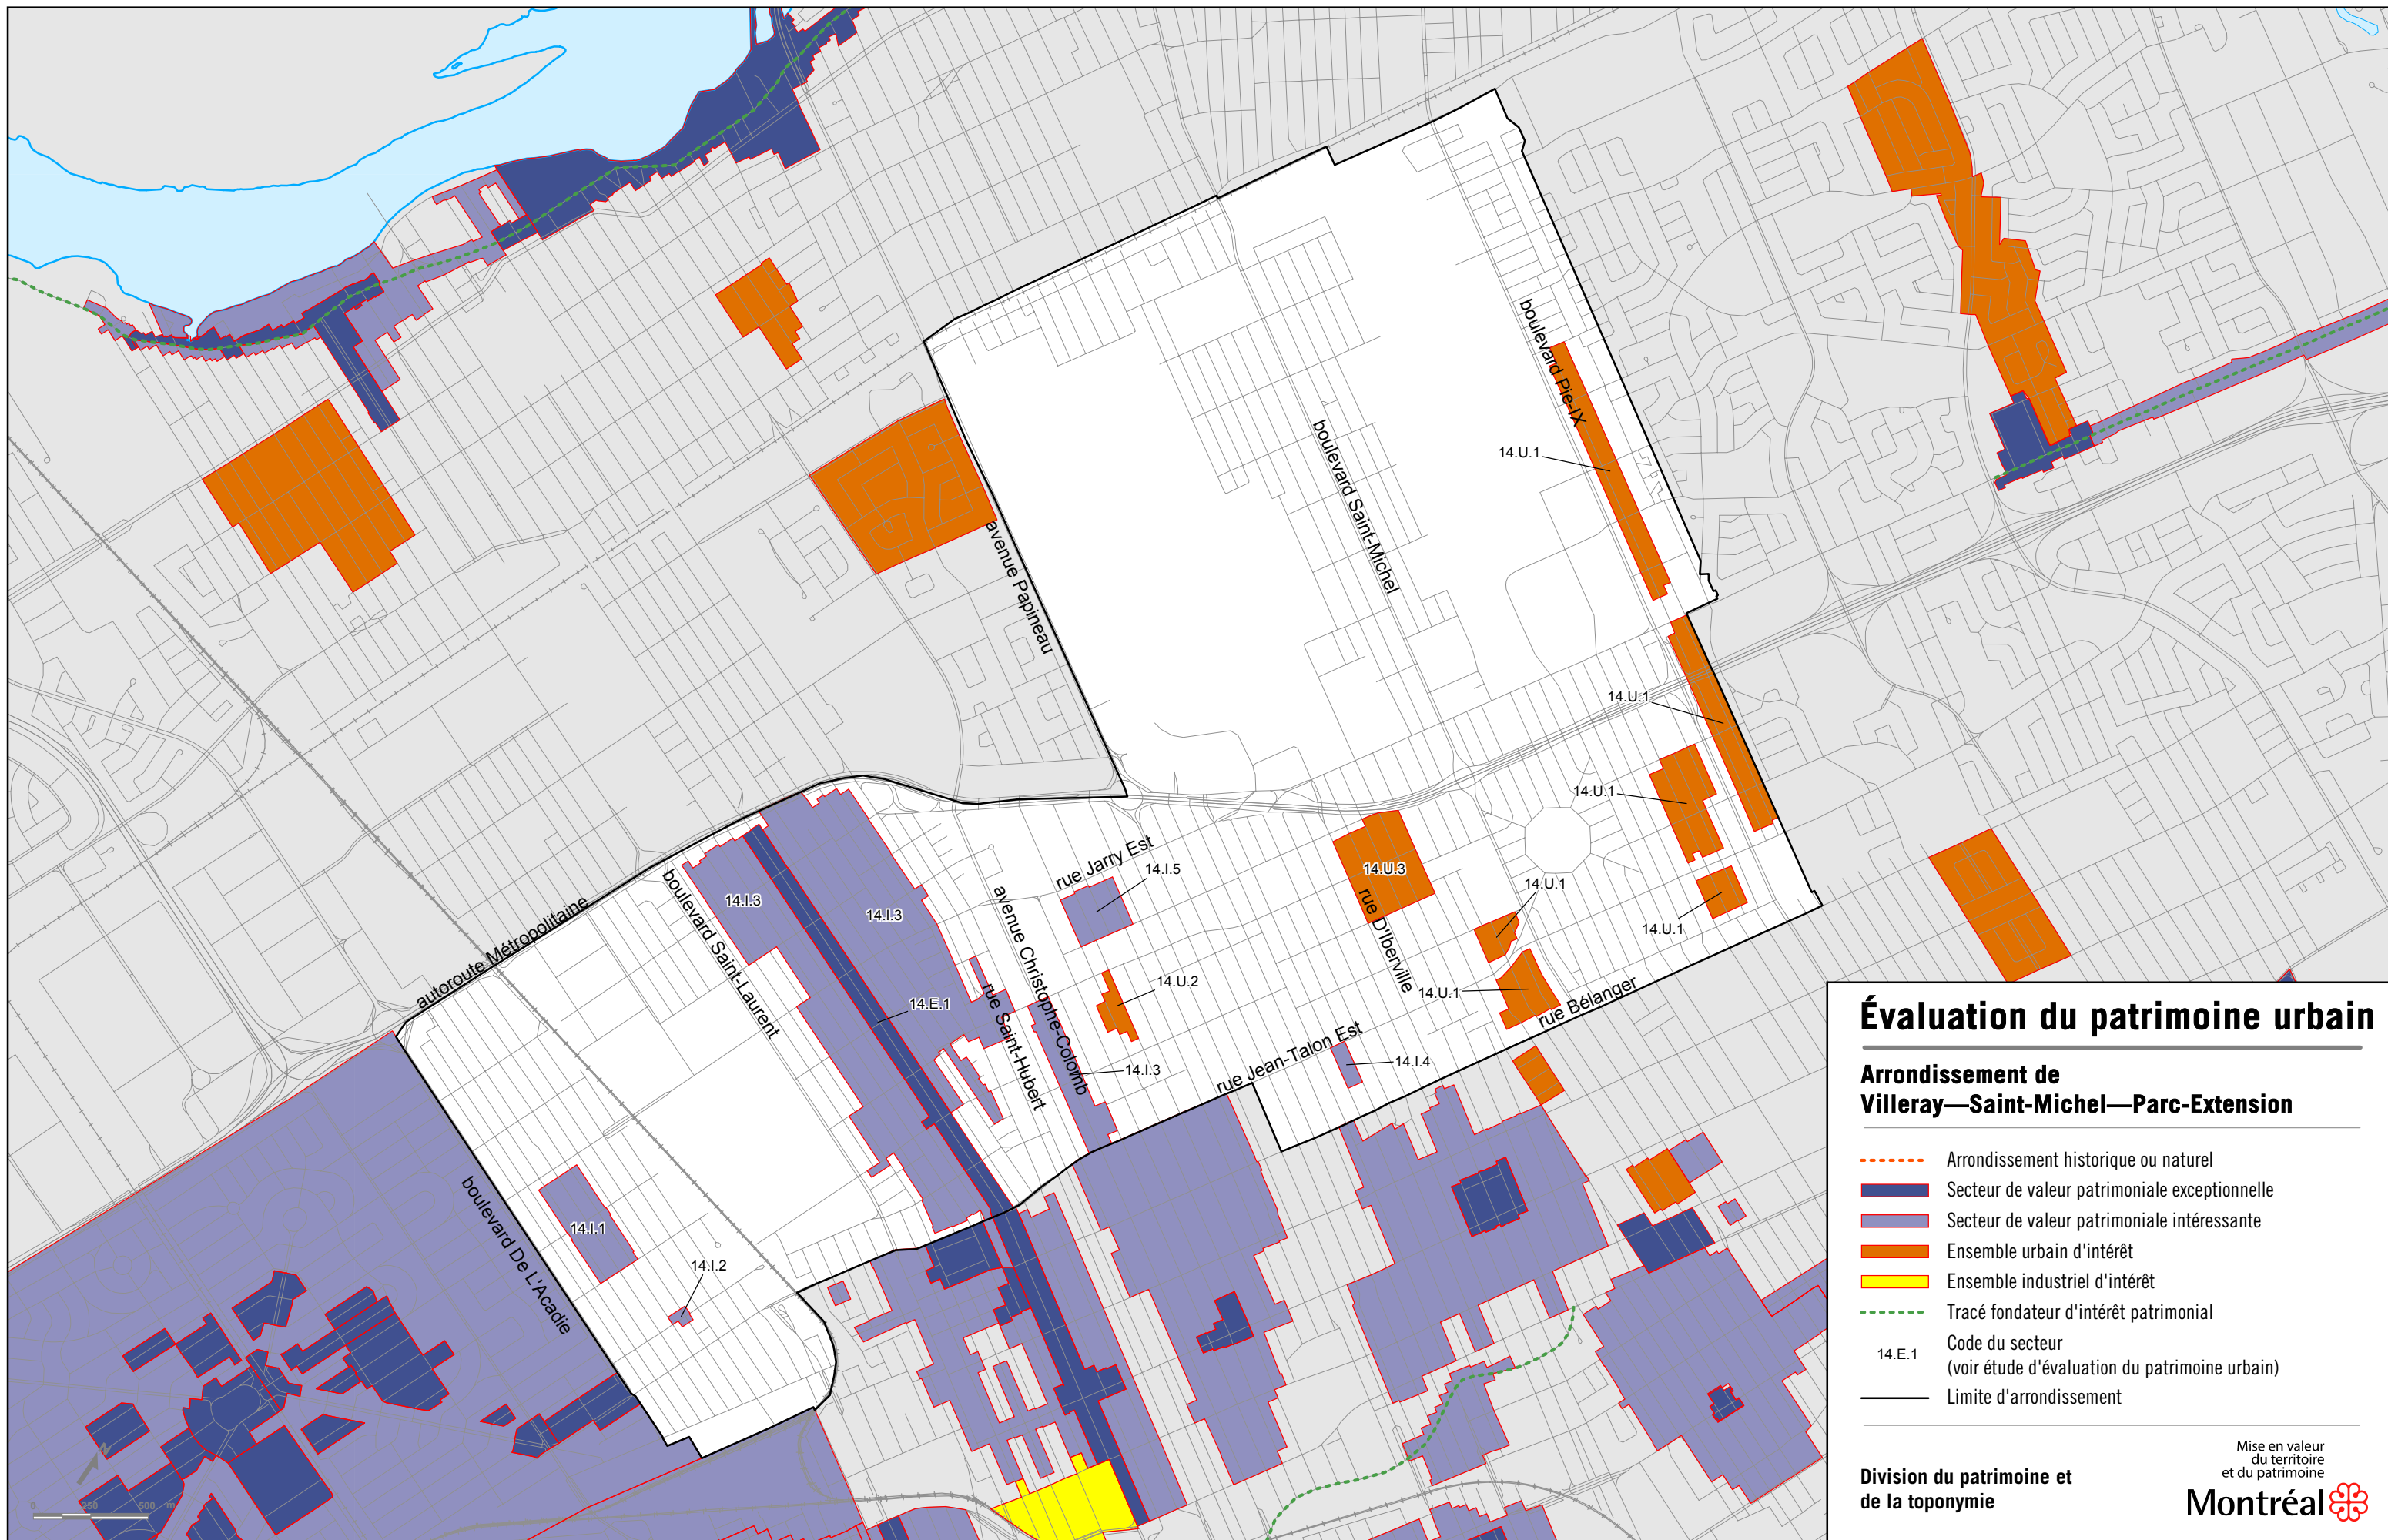 boulevard Pie-IX
boulevard Saint-Michel
14.U.1
avenue Papineau
14.U.1
14.U.1
rue Jarry Est
14.I.5
14.U.3
14.U.1
rue D'Iberville
14.U.1
14.U.1
autoroute Métropolitaine
boulevard Saint-Laurent
14.I.3
14.I.3
avenue Christophe-Colomb
14.U.2
14.E.1
rue Saint-Hubert
14.I.3
rue Jean-Talon Est
14.I.4
rue Bélanger
boulevard De L'Acadie
14.I.1
14.I.2
N
0 250 500 m
Évaluation du patrimoine urbain
Arrondissement de
Villeray—Saint-Michel—Parc-Extension
Arrondissement historique ou naturel
Secteur de valeur patrimoniale exceptionnelle
Secteur de valeur patrimoniale intéressante
Ensemble urbain d'intérêt
Ensemble industriel d'intérêt
Tracé fondateur d'intérêt patrimonial
14.E.1 Code du secteur
(voir étude d'évaluation du patrimoine urbain)
Limite d'arrondissement
Division du patrimoine et
de la toponymie
Mise en valeur
du territoire
et du patrimoine
Montréal